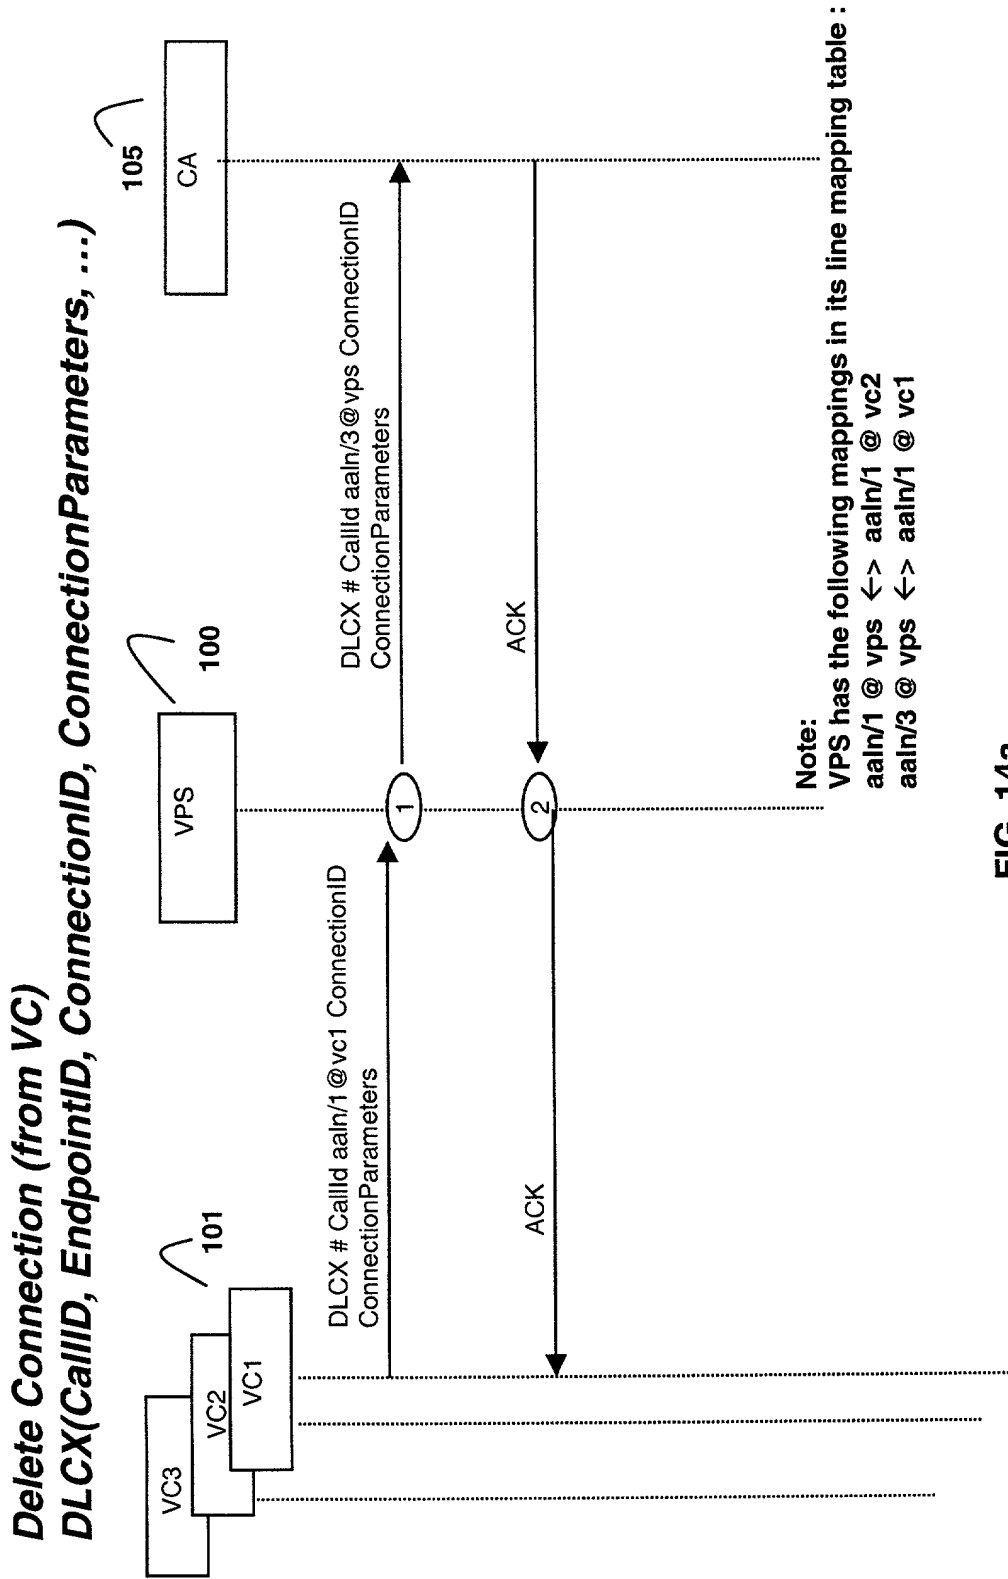 Delete Connection (from VC)
DLCX(CallID, EndpointID, ConnectionID, ConnectionParameters, ...)
VC3
VC2
VC1
101
VPS
100
CA
105
DLCX # CallId aaln/1@vc1 ConnectionID
ConnectionParameters
1
DLCX # CallId aaln/3@vps ConnectionID
ConnectionParameters
ACK
2
ACK
Note:
VPS has the following mappings in its line mapping table :
aaln/1 @ vps <-> aaln/1 @ vc2
aaln/3 @ vps <-> aaln/1 @ vc1
FIG. 14a